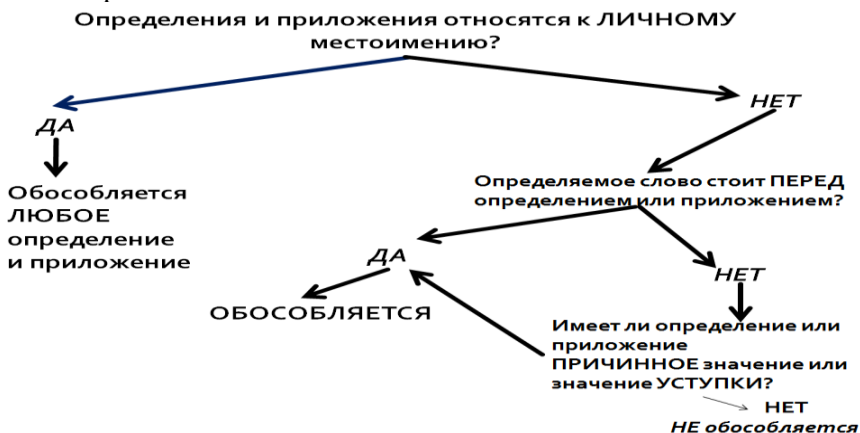 Определения и приложения относятся к ЛИЧНОМУ
местоимению?
ДА
НЕТ
Обособляется
ЛЮБОЕ
определение
и приложение
Определяемое слово стоит ПЕРЕД
определением или приложением?
ДА
НЕТ
ОБОСОБЛЯЕТСЯ
Имеет ли определение или
приложение
ПРИЧИННОЕ значение или
значение УСТУПКИ?
НЕТ
НЕ обособляется